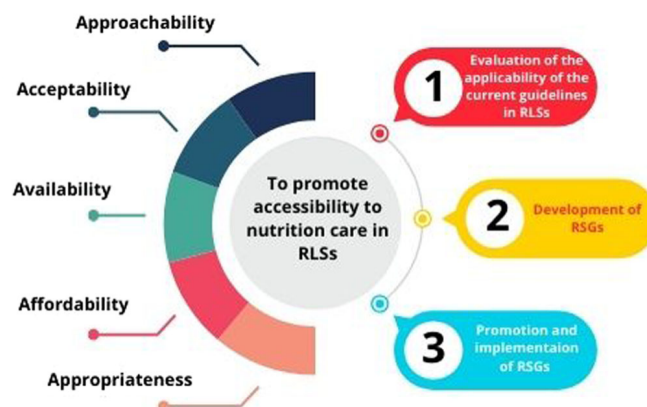 Approachability
Acceptability
Availability
Affordability
Appropriateness
To promote
accessibility to
nutrition care in
RLSs
1
Evaluation of the
applicability of the
current guidelines
in RLSs
2
Development of
RSGs
3
Promotion and
implementaion
of RSGs